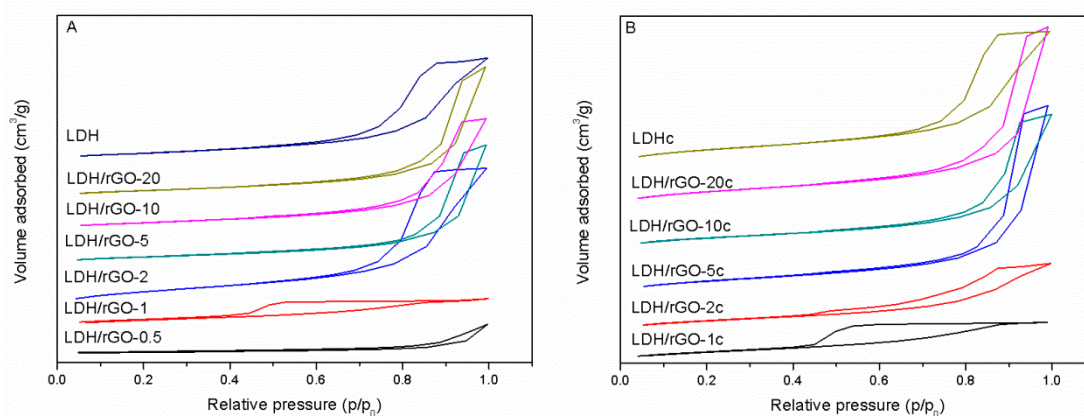 A
Volume adsorbed (cm³/g)
LDH
LDH/rGO-20
LDH/rGO-10
LDH/rGO-5
LDH/rGO-2
LDH/rGO-1
LDH/rGO-0.5
0.0 0.2 0.4 0.6 0.8 1.0
Relative pressure (p/p₀)
B
Volume adsorbed (cm³/g)
LDHc
LDH/rGO-20c
LDH/rGO-10c
LDH/rGO-5c
LDH/rGO-2c
LDH/rGO-1c
0.0 0.2 0.4 0.6 0.8 1.0
Relative pressure (p/p₀)